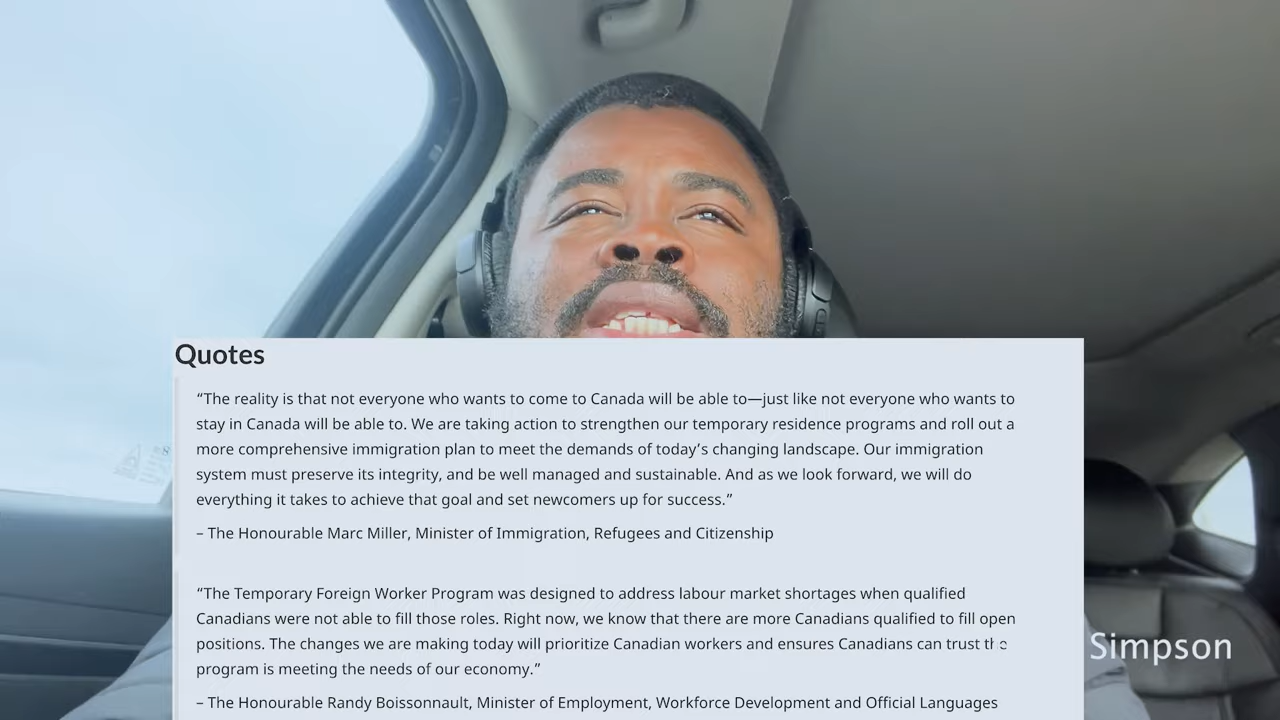 Quotes
“The reality is that not everyone who wants to come to Canada will be able to—just like not everyone who wants to
stay in Canada will be able to. We are taking action to strengthen our temporary residence programs and roll out a
more comprehensive immigration plan to meet the demands of today’s changing landscape. Our immigration
system must preserve its integrity, and be well managed and sustainable. And as we look forward, we will do
everything it takes to achieve that goal and set newcomers up for success.”
– The Honourable Marc Miller, Minister of Immigration, Refugees and Citizenship
“The Temporary Foreign Worker Program was designed to address labour market shortages when qualified
Canadians were not able to fill those roles. Right now, we know that there are more Canadians qualified to fill open
positions. The changes we are making today will prioritize Canadian workers and ensures Canadians can trust the
program is meeting the needs of our economy.”
– The Honourable Randy Boissonnault, Minister of Employment, Workforce Development and Official Languages
Simpson